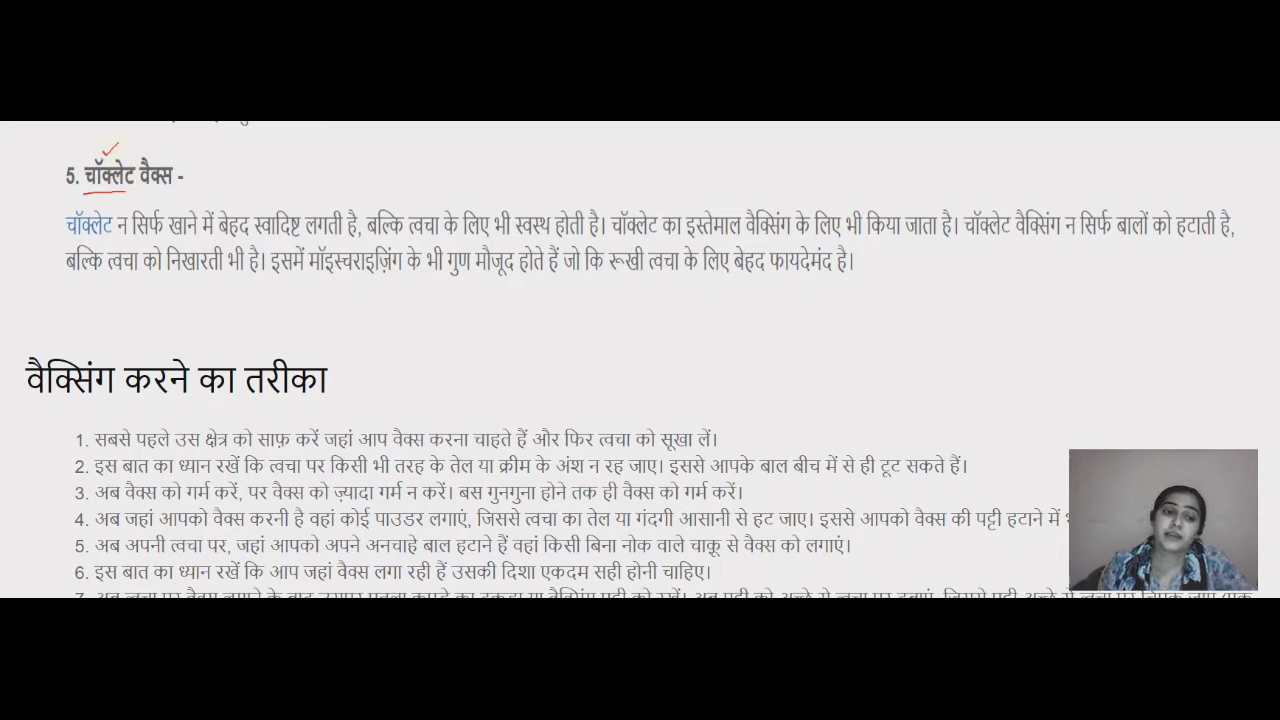 5. चॉक्लेट वैक्स -
चॉक्लेट न सिर्फ खाने में बेहद स्वादिष्ट लगती है, बल्कि त्वचा के लिए भी स्वस्थ होती है। चॉक्लेट का इस्तेमाल वैक्सिंग के लिए भी किया जाता है। चॉक्लेट वैक्सिंग न सिर्फ बालों को हटाती है,
बल्कि त्वचा को निखारती भी है। इसमें मॉइस्चराइज़िंग के भी गुण मौजूद होते हैं जो कि रूखी त्वचा के लिए बेहद फायदेमंद है।
वैक्सिंग करने का तरीका
1. सबसे पहले उस क्षेत्र को साफ़ करें जहां आप वैक्स करना चाहते हैं और फिर त्वचा को सूखा लें।
2. इस बात का ध्यान रखें कि त्वचा पर किसी भी तरह के तेल या क्रीम के अंश न रह जाए। इससे आपके बाल बीच में से ही टूट सकते हैं।
3. अब वैक्स को गर्म करें, पर वैक्स को ज़्यादा गर्म न करें। बस गुनगुना होने तक ही वैक्स को गर्म करें।
4. अब जहां आपको वैक्स करनी है वहां कोई पाउडर लगाएं, जिससे त्वचा का तेल या गंदगी आसानी से हट जाए। इससे आपको वैक्स की पट्टी हटाने में
5. अब अपनी त्वचा पर, जहां आपको अपने अनचाहे बाल हटाने हैं वहां किसी बिना नोक वाले चाकू से वैक्स को लगाएं।
6. इस बात का ध्यान रखें कि आप जहां वैक्स लगा रही हैं उसकी दिशा एकदम सही होनी चाहिए।